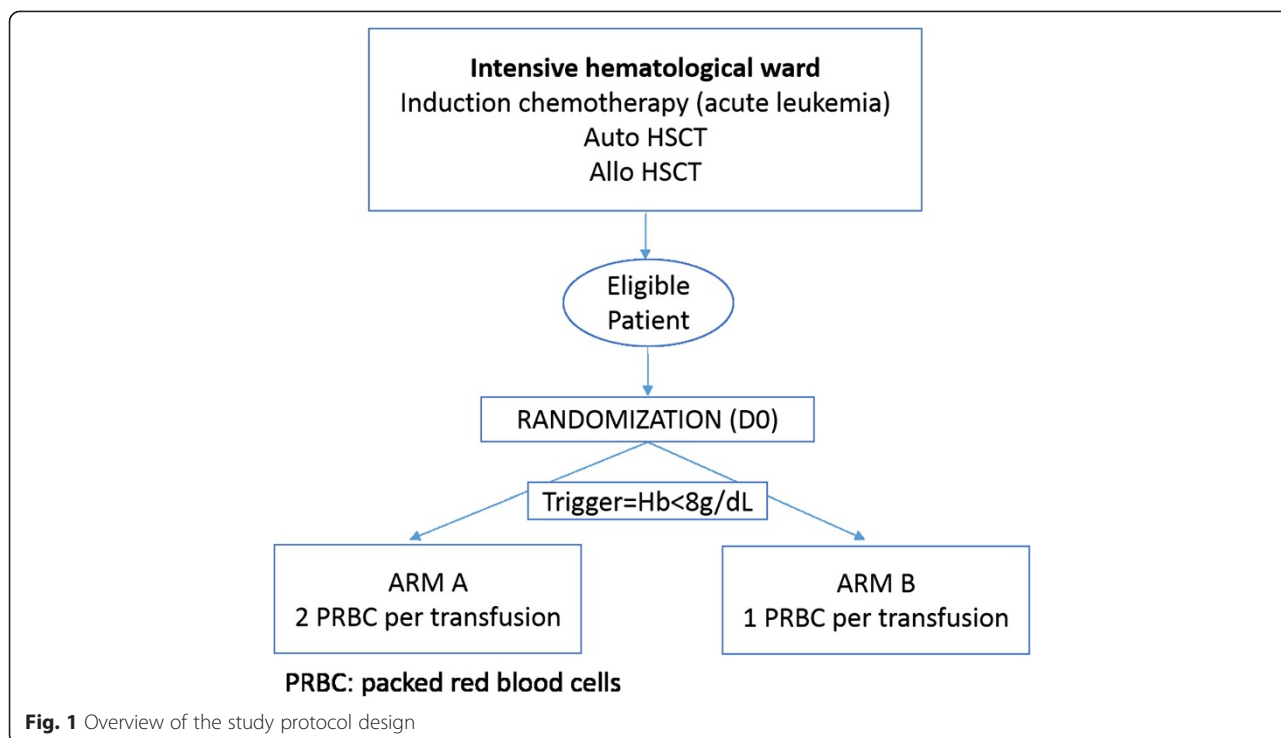 Intensive hematological ward
Induction chemotherapy (acute leukemia)
Auto HSCT
Allo HSCT
Eligible
Patient
RANDOMIZATION (D0)
Trigger=Hb<8g/dL
ARM A
2 PRBC per transfusion
ARM B
1 PRBC per transfusion
PRBC: packed red blood cells
Fig. 1 Overview of the study protocol design